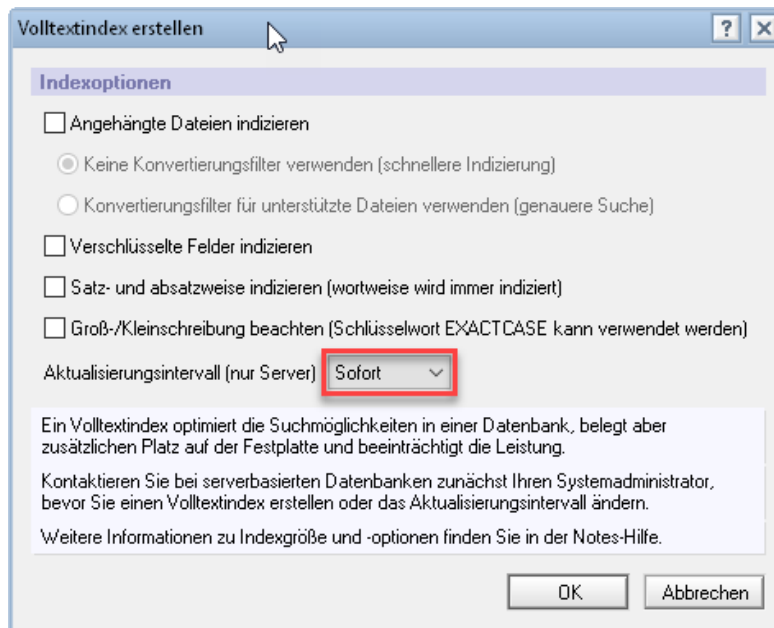 Volltextindex erstellen
Indexoptionen
Angehängte Dateien indizieren
Keine Konvertierungsfilter verwenden (schnellere Indizierung)
Konvertierungsfilter für unterstützte Dateien verwenden (genauere Suche)
Verschlüsselte Felder indizieren
Satz- und absatzweise indizieren (wortweise wird immer indiziert)
Groß-/Kleinschreibung beachten (Schlüsselwort EXACTCASE kann verwendet werden)
Aktualisierungsintervall (nur Server) Sofort
Ein Volltextindex optimiert die Suchmöglichkeiten in einer Datenbank, belegt aber
zusätzlichen Platz auf der Festplatte und beeinträchtigt die Leistung.
Kontaktieren Sie bei serverbasierten Datenbanken zunächst Ihren Systemadministrator,
bevor Sie einen Volltextindex erstellen oder das Aktualisierungsintervall ändern.
Weitere Informationen zu Indexgröße und -optionen finden Sie in der Notes-Hilfe.
OK Abbrechen